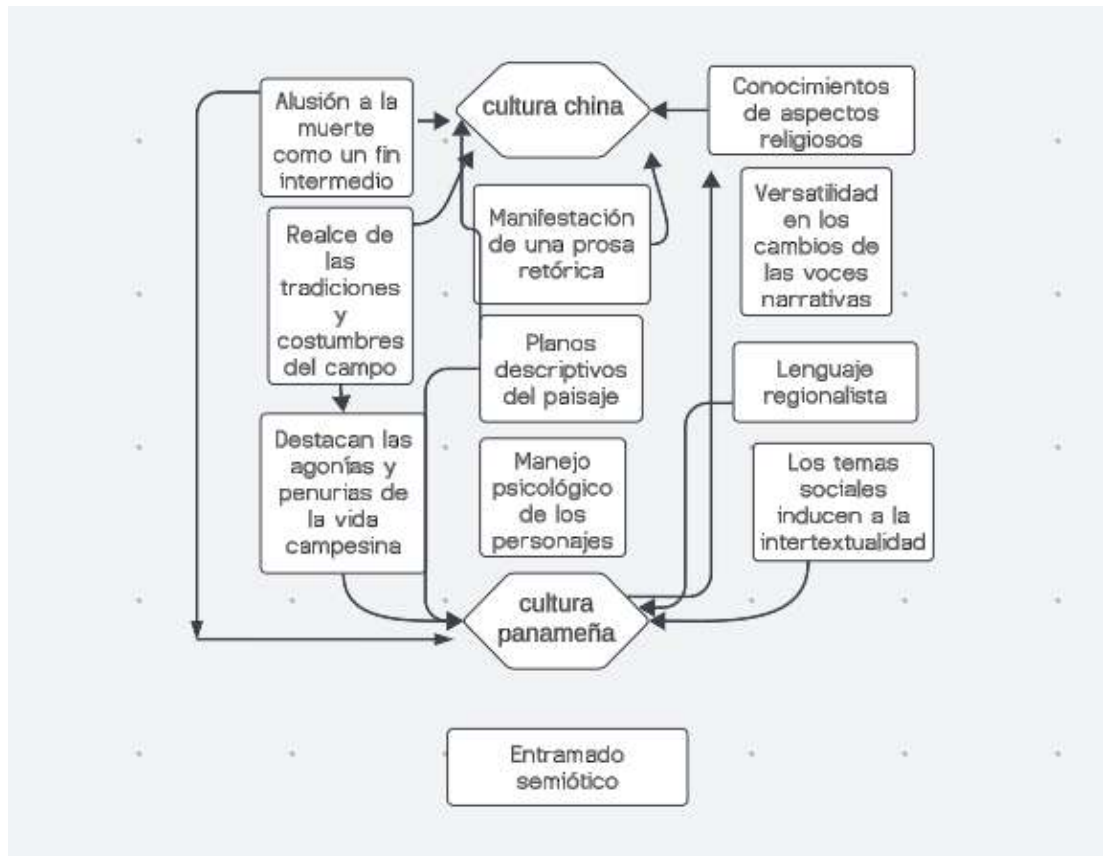 cultura china
Alusión a la
muerte
como un fin
intermedio
Conocimientos
de aspectos
religiosos
Realce de
las
tradiciones
y
costumbres
del campo
Manifestación
de una prosa
retórica
Versatilidad
en los
cambios de
las voces
narrativas
Planos
descriptivos
del paisaje
Lenguaje
regionalista
Destacan las
agonías y
penurias de
la vida
campesina
Manejo
psicológico
de los
personajes
Los temas
sociales
inducen a la
intertextualidad
cultura
panameña
Entramado
semiótico